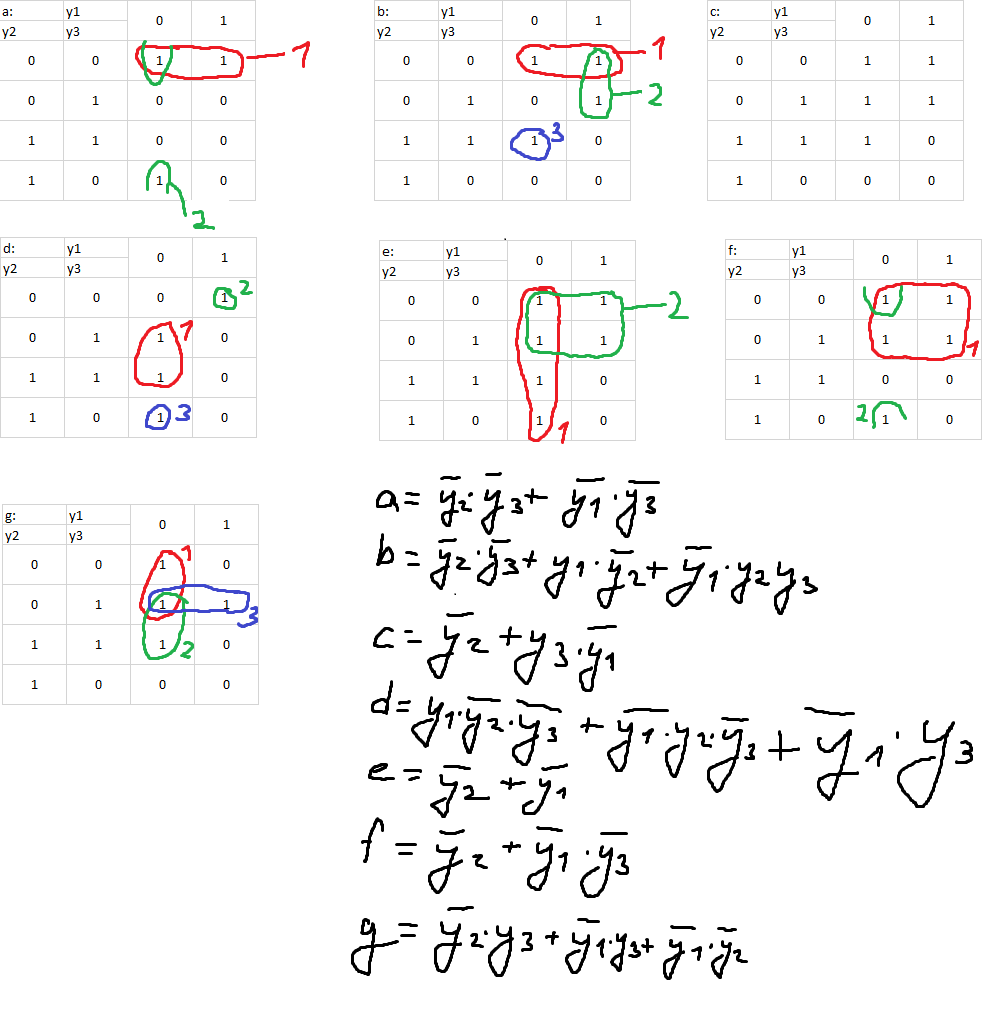 a: y1 0 1
y2 y3
0 0 1 1 1
0 1 0 0
1 1 0 0
1 0 1 0
2
b: y1 0 1
y2 y3
0 0 1 1 1
0 1 0 1 2
1 1 1 3 0
1 0 0 0
c: y1 0 1
y2 y3
0 0 1 1
0 1 1 1
1 1 1 0
1 0 0 0
d: y1 0 1
y2 y3
0 0 0 1 2
0 1 1 1 0
1 1 1 0
1 0 1 3 0
e: y1 0 1
y2 y3
0 0 1 1 2
0 1 1 1
1 1 1 0
1 0 1 1 0
f: y1 0 1
y2 y3
0 0 1 1
0 1 1 1 1
1 1 0 0
1 0 2 1 0
g: y1 0 1
y2 y3
0 0 1 1 0
0 1 1 1 3
1 1 1 2 0
1 0 0 0
a = y̅2·y̅3 + y̅1·y̅3
b = y̅2·y̅3 + y1·y̅2 + y̅1·y2y3
c = y̅2 + y3·y̅1
d = y1·y̅2·y̅3 + y̅1·y2·y̅3 + y̅1·y3
e = y̅2 + y̅1
f = y̅2 + y̅1·y̅3
g = y̅2·y3 + y̅1·y3 + y̅1·y̅2